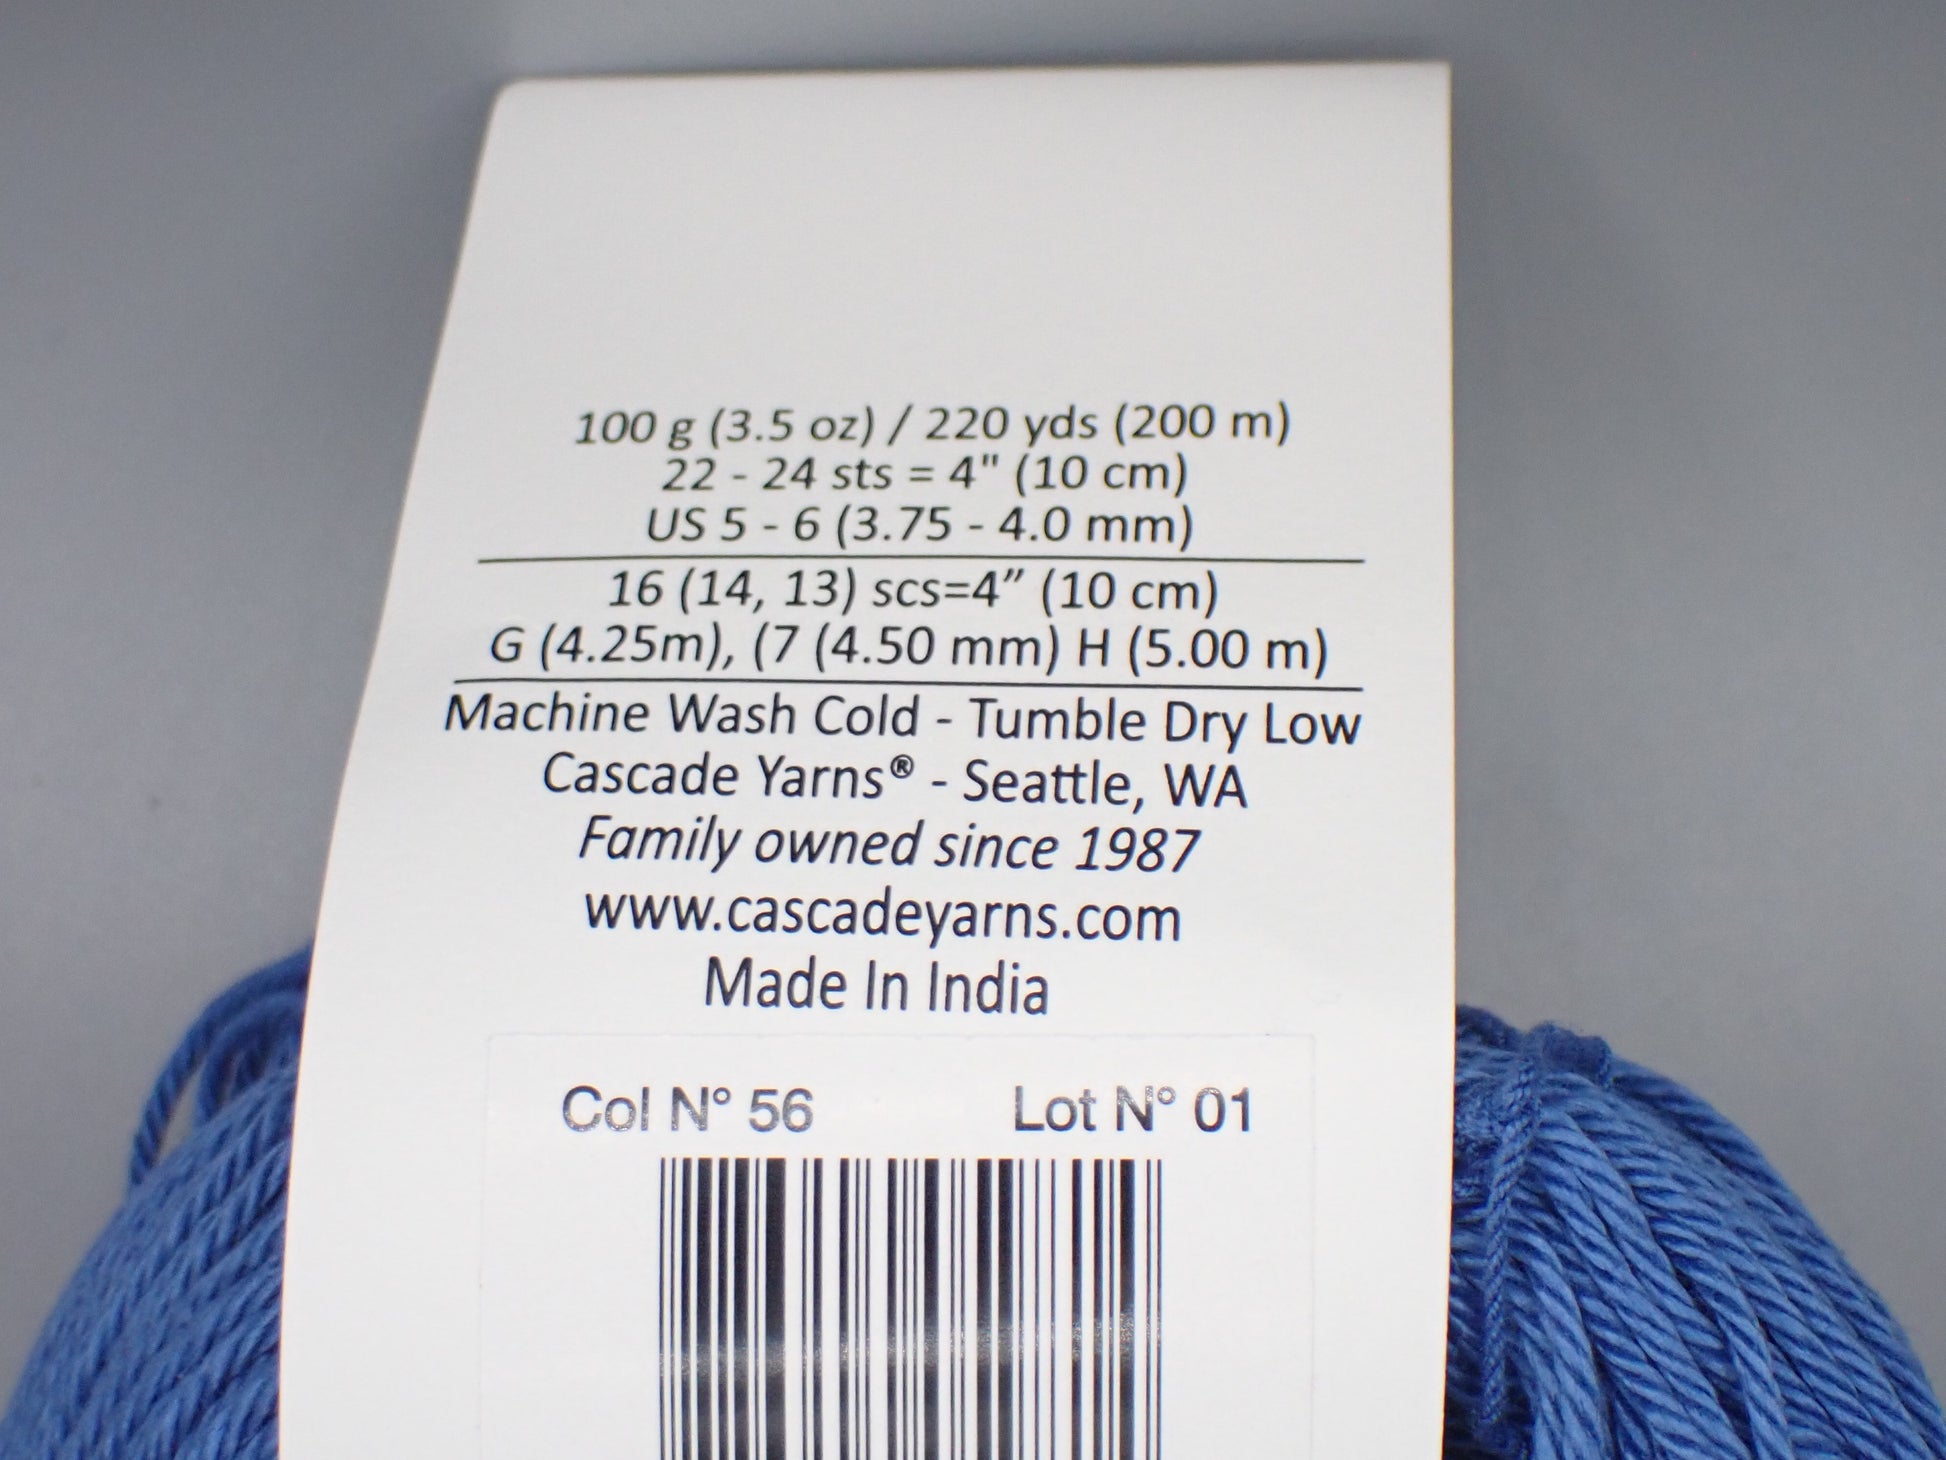 100 g (3.5 oz) / 220 yds (200 m)
22 - 24 sts = 4" (10 cm)
US 5 - 6 (3.75 - 4.0 mm)
16 (14, 13) scs=4” (10 cm)
G (4.25m), (7 (4.50 mm) H (5.00 m)
Machine Wash Cold - Tumble Dry Low
Cascade Yarns® - Seattle, WA
Family owned since 1987
www.cascadeyarns.com
Made In India
Col N° 56 Lot N° 01